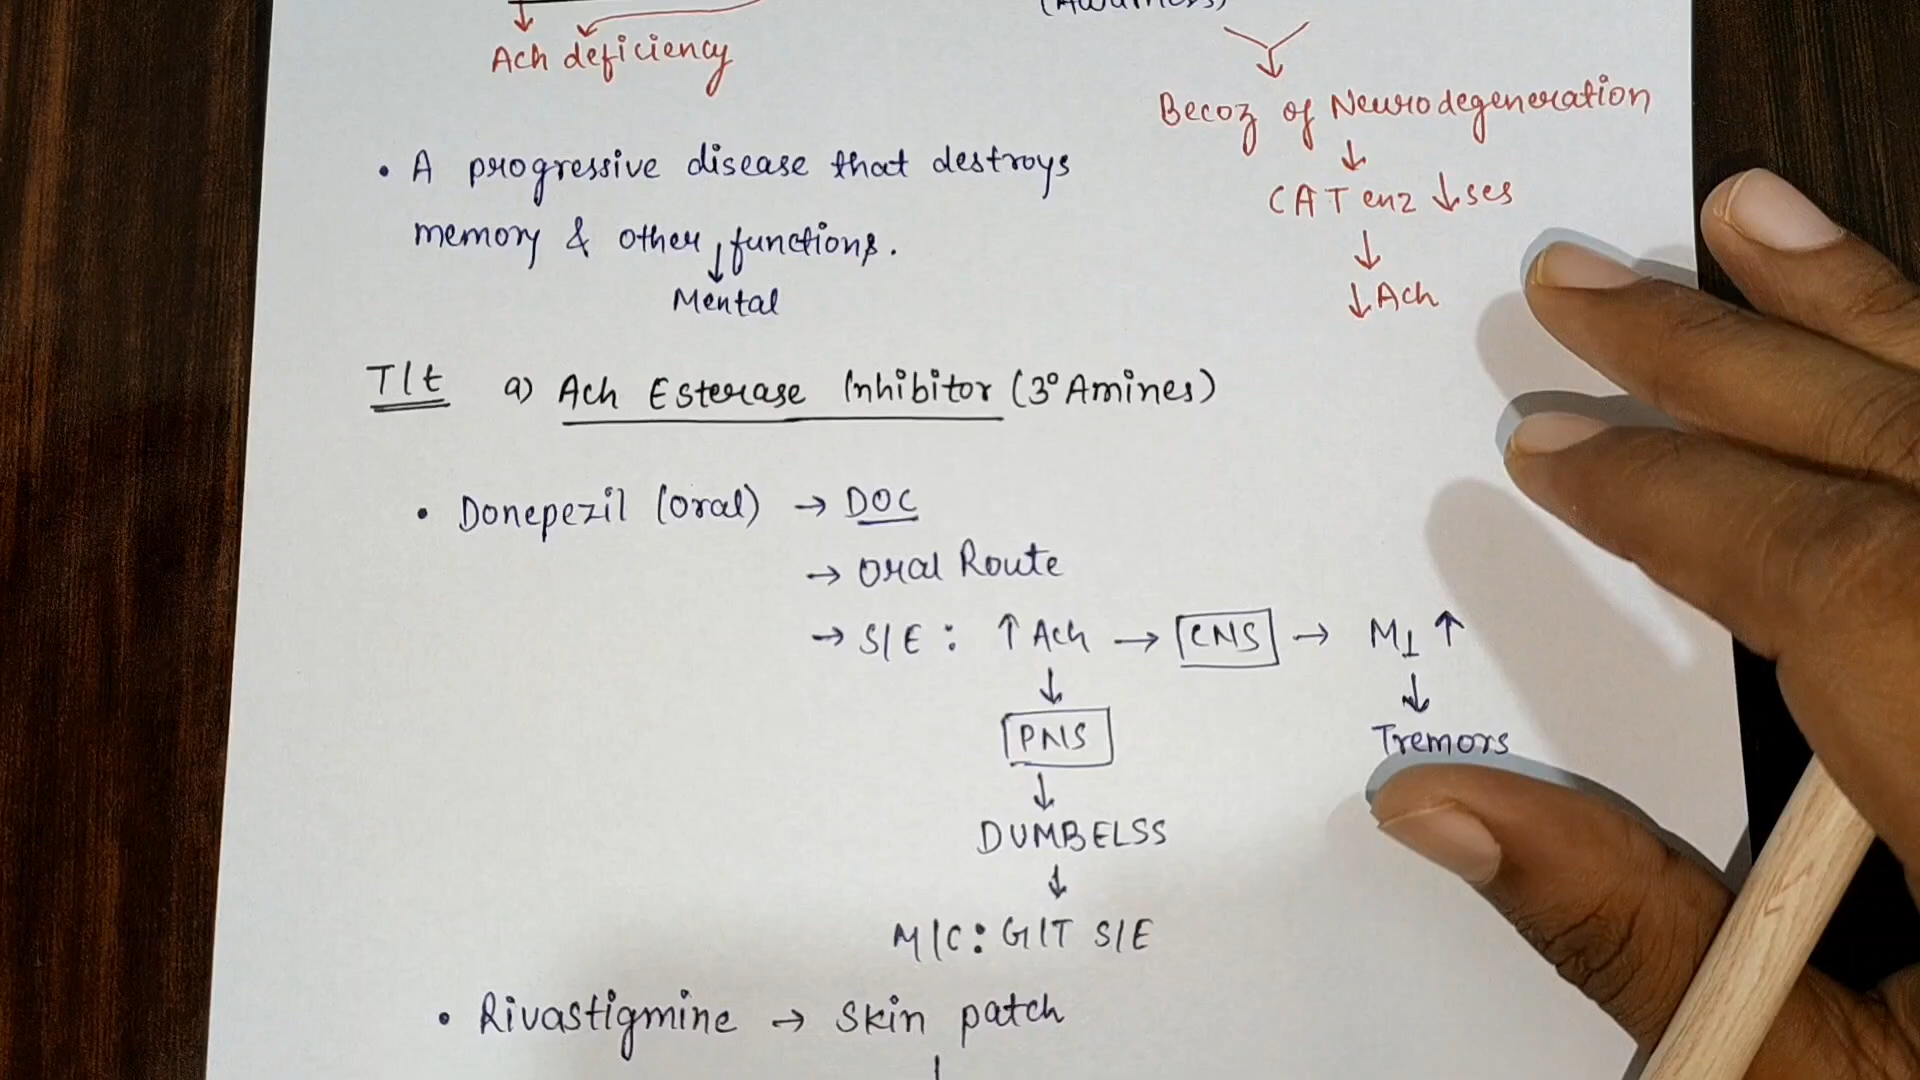 Ach deficiency
Becoz of Neurodegeneration
↓
CAT enz ↓ses
↓
↓Ach
• A progressive disease that destroys
memory & other functions.
↓
Mental
T/t a) Ach Esterase Inhibitor (3° Amines)
• Donepezil (oral) → DOC
→ Oral Route
→ S/E : ↑ Ach → CNS → M1 ↑
↓ ↓
PNS Tremors
↓
DUMBELSS
↓
M/C: GIT S/E
• Rivastigmine → Skin patch